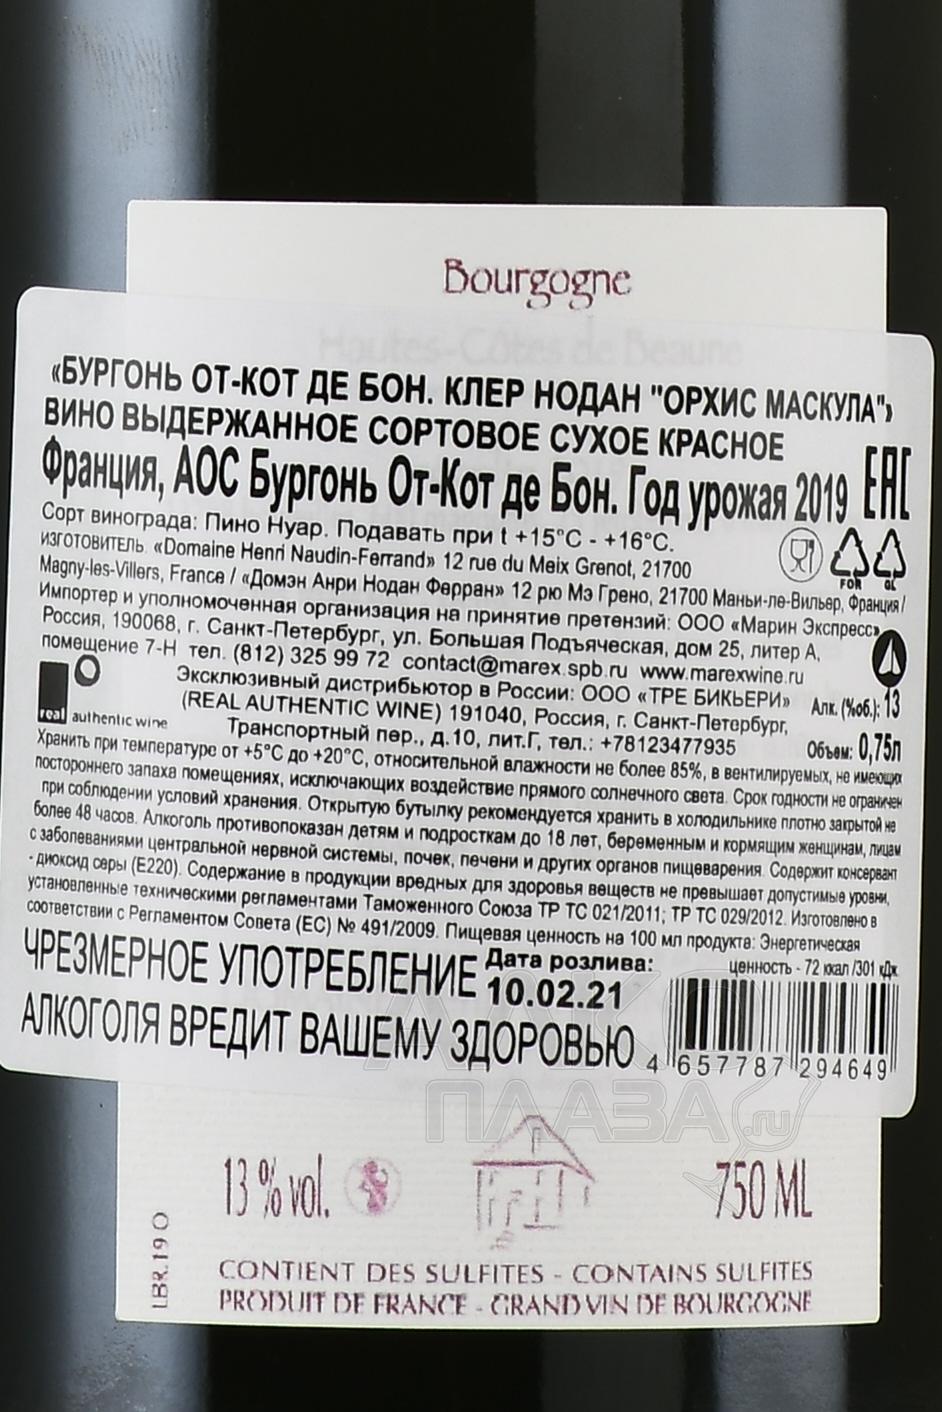 Bourgogne
Hautes-Côtes de Beaune
«БУРГОНЬ ОТ-КОТ ДЕ БОН. КЛЕР НОДАН "ОРХИС МАСКУЛА"»
ВИНО ВЫДЕРЖАННОЕ СОРТОВОЕ СУХОЕ КРАСНОЕ
Франция, АОС Бургонь От-Кот де Бон. Год урожая 2019 EAC
Сорт винограда: Пино Нуар. Подавать при t +15°C - +16°C.
ИЗГОТОВИТЕЛЬ «Domaine Henri Naudin-Ferrand» 12 rue du Meix Grenot, 21700
Magny-les-Villers, France / «Домэн Анри Нодан Ферран» 12 рю Мэ Грено, 21700 Маньи-ле-Вильер, Франция/
Импортер и уполномоченная организация на принятие претензий: ООО «Марин Экспресс»,
Россия, 190068, г. Санкт-Петербург, ул. Большая Подъяческая, дом 25, литер А,
помещение 7-Н тел. (812) 325 99 72 contact@marex.spb.ru www.marexwine.ru
FOR
GL
Эксклюзивный дистрибьютор в России: ООО «ТРЕ БИКЬЕРИ»
(REAL AUTHENTIC WINE) 191040, Россия, г. Санкт-Петербург,
Транспортный пер., д.10, лит.Г, тел.: +78123477935
real authentic wine
Алк. (%об.): 13
Объем: 0,75л
Хранить при температуре от +5°C до +20°C, относительной влажности не более 85%, в вентилируемых, не имеющих
постороннего запаха помещениях, исключающих воздействие прямого солнечного света. Срок годности не ограничен
при соблюдении условий хранения. Открытую бутылку рекомендуется хранить в холодильнике плотно закрытой не
более 48 часов. Алкоголь противопоказан детям и подросткам до 18 лет, беременным и кормящим женщинам, лицам
с заболеваниями центральной нервной системы, почек, печени и других органов пищеварения. Содержит консервант
- диоксид серы (Е220). Содержание в продукции вредных для здоровья веществ не превышает допустимые уровни,
установленные техническими регламентами Таможенного Союза ТР ТС 021/2011; ТР ТС 029/2012. Изготовлено в
соответствии с Регламентом Совета (ЕС) № 491/2009. Пищевая ценность на 100 мл продукта: Энергетическая
ценность - 72 ккал /301 кДж
ЧРЕЗМЕРНОЕ УПОТРЕБЛЕНИЕ
АЛКОГОЛЯ ВРЕДИТ ВАШЕМУ ЗДОРОВЬЮ
Дата розлива:
10.02.21
4 657787 294649
АЛКО
ПЛАЗА.ru
13 % vol.
750 ML
LBR.19 O
CONTIENT DES SULFITES - CONTAINS SULFITES
PRODUIT DE FRANCE - GRAND VIN DE BOURGOGNE